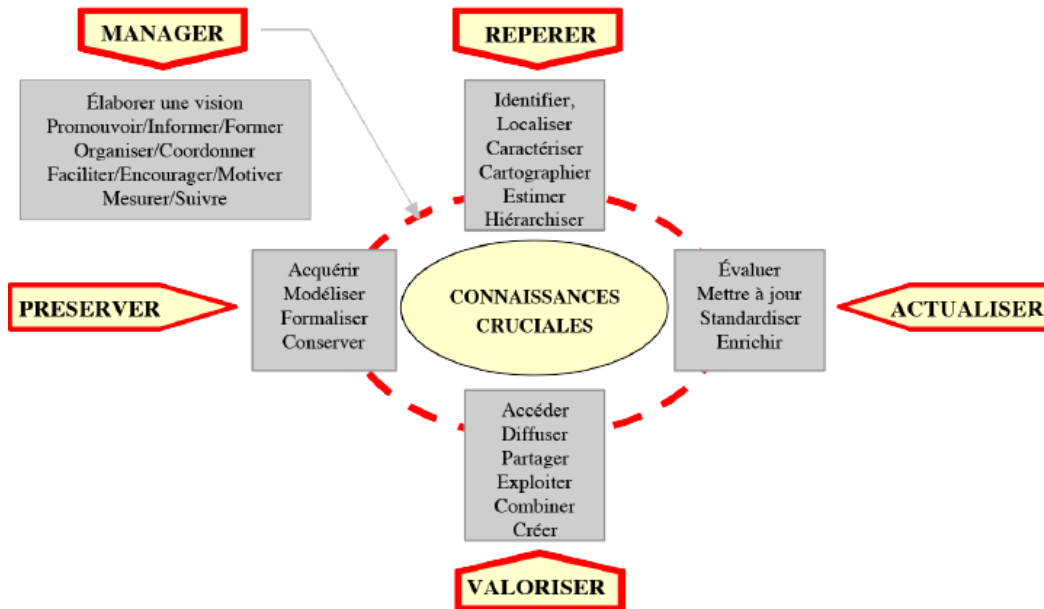 MANAGER
Élaborer une vision
Promouvoir/Informer/Former
Organiser/Coordonner
Faciliter/Encourager/Motiver
Mesurer/Suivre
REPERER
Identifier,
Localiser
Caractériser
Cartographier
Estimer
Hiérarchiser
PRESERVER
Acquérir
Modéliser
Formaliser
Conserver
CONNAISSANCES
CRUCIALES
Évaluer
Mettre à jour
Standardiser
Enrichir
ACTUALISER
Accéder
Diffuser
Partager
Exploiter
Combiner
Créer
VALORISER